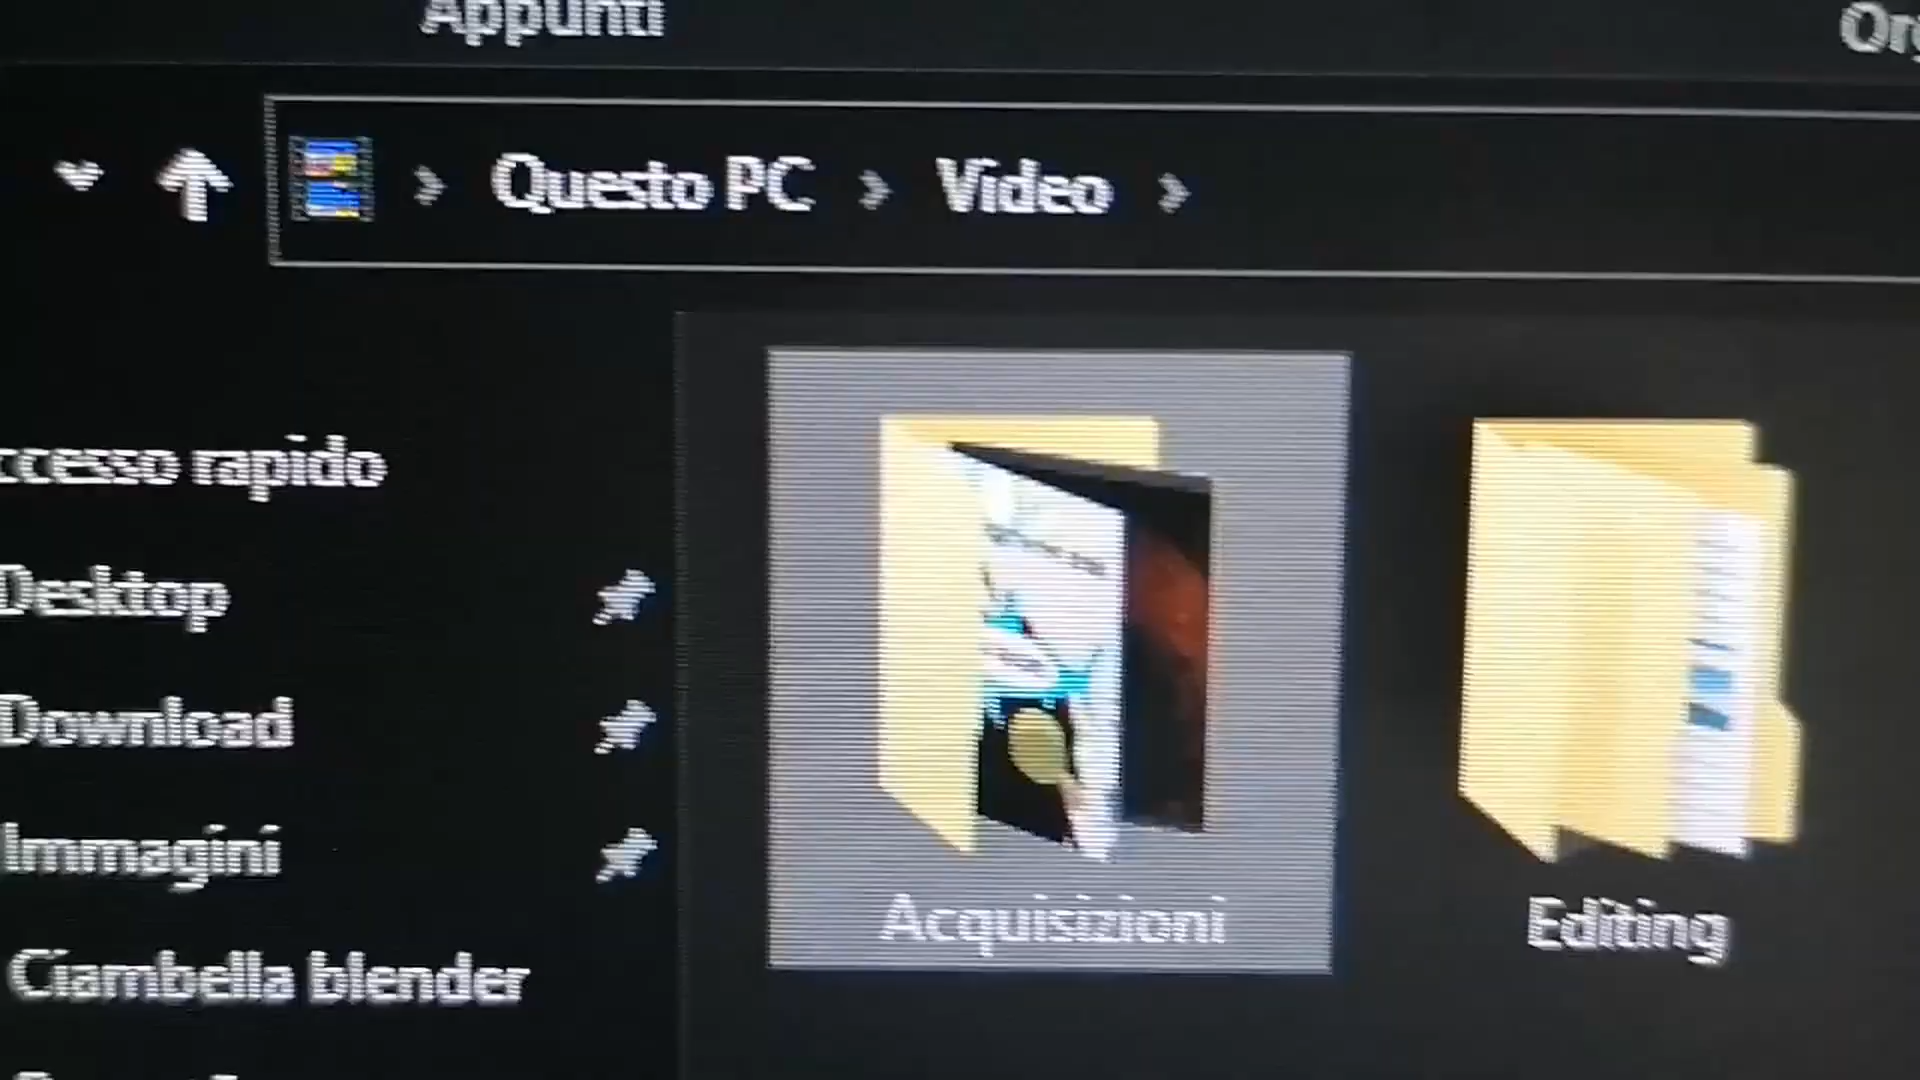 Appunti
Questo PC > Video >
ccesso rapido
Desktop
Download
Immagini
Ciambella blender
Acquisizioni
Editing